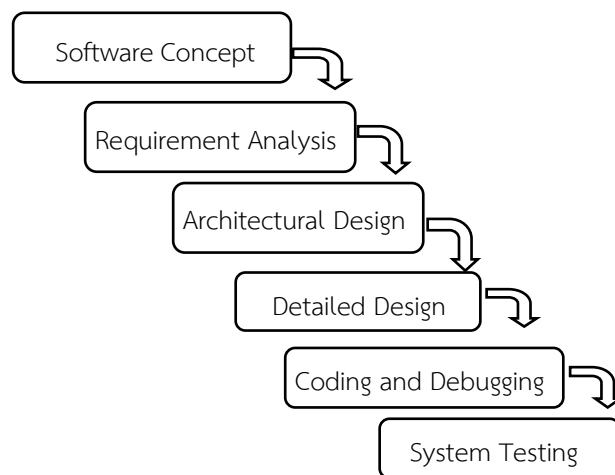 Software Concept
Requirement Analysis
Architectural Design
Detailed Design
Coding and Debugging
System Testing